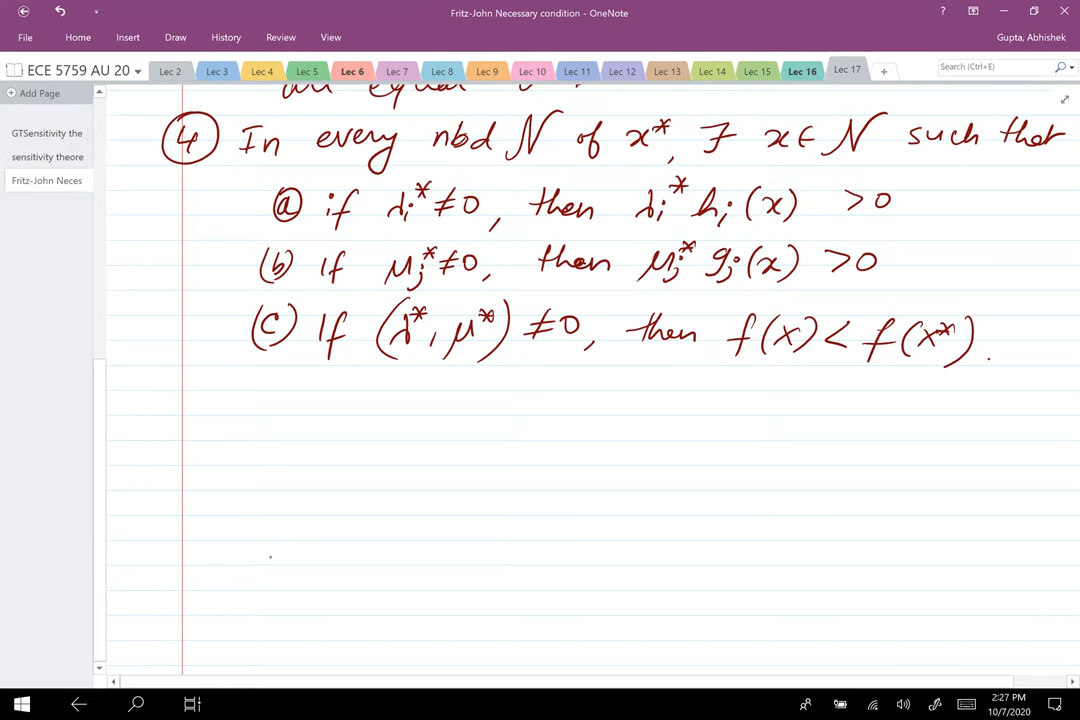 Fritz-John Necessary condition - OneNote
Gupta, Abhishek
File Home Insert Draw History Review View
ECE 5759 AU 20
Lec 2 Lec 3 Lec 4 Lec 5 Lec 6 Lec 7 Lec 8 Lec 9 Lec 10 Lec 11 Lec 12 Lec 13 Lec 14 Lec 15 Lec 16 Lec 17
Search (Ctrl+E)
Add Page
GTSensitivity the
sensitivity theore
Fritz-John Neces
equal
④ In every nbd N of x*, ∃ x ∈ N such that
ⓐ if λᵢ* ≠ 0, then λᵢ* hᵢ(x) > 0
(b) If μⱼ* ≠ 0, then μⱼ* gⱼ(x) > 0
(c) If (λ*, μ*) ≠ 0, then f(x) < f(x*).
2:27 PM
10/7/2020